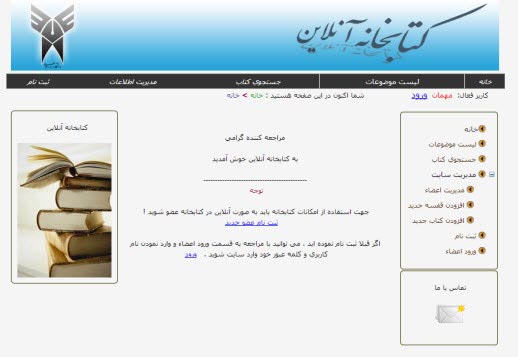 کتابخانه آنلاین
خانه
لیست موضوعات
جستجوی کتاب
مدیریت اطلاعات
ثبت نام
کاربر فعال: مهمان ورود
شما اکنون در این صفحه هستید : خانه > خانه
خانه
لیست موضوعات
جستجوی کتاب
مدیریت سایت
مدیریت اعضاء
افزودن قفسه جدید
افزودن کتاب جدید
ثبت نام
ورود اعضاء
تماس با ما
مراجعه کننده گرامي
به کتابخانه آنلاین خوش آمدید
------------------------------------
توجه
جهت استفاده از امکانات کتابخانه باید به صورت آنلاین در کتابخانه عضو شوید !
ثبت نام عضو جدید
اگر قبلا ثبت نام نموده اید ، می توانید با مراجعه به قسمت ورود اعضاء و وارد نمودن نام
کاربری و کلمه عبور خود وارد سایت شوید . ورود
کتابخانه آنلاین